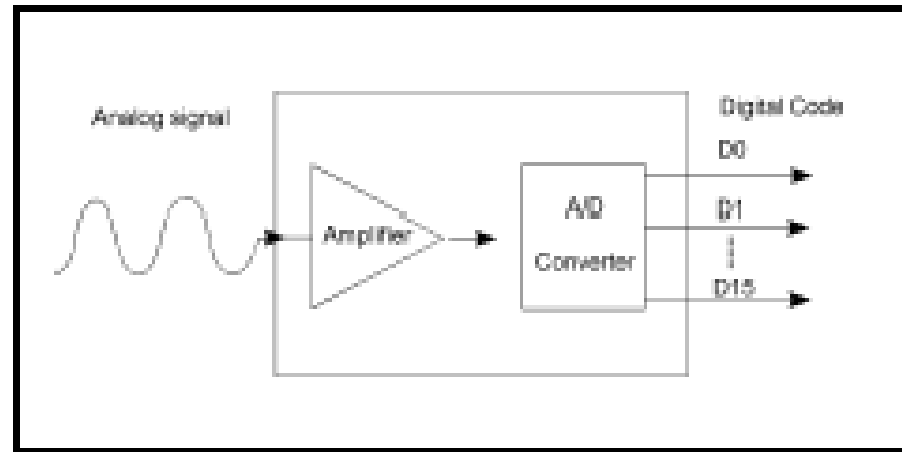 Analog signal
Digital Code
D0
Amplifier
A/D
Converter
D1
D15